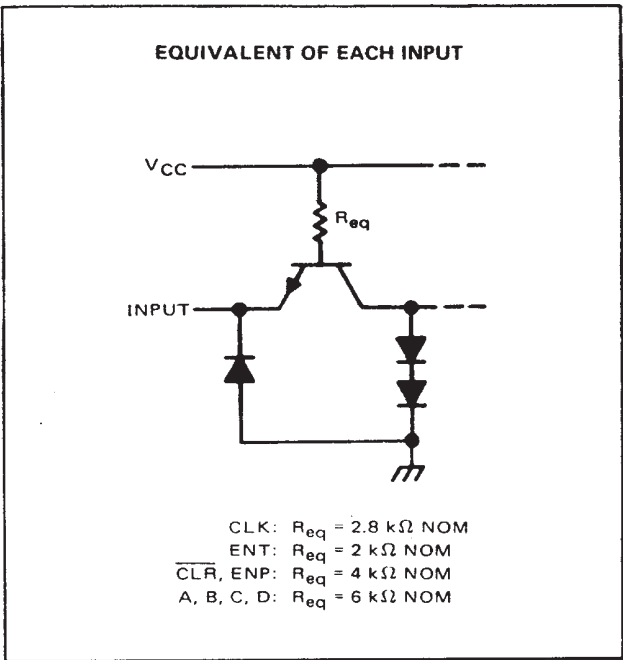 EQUIVALENT OF EACH INPUT
VCC
Req
INPUT
CLK: Req = 2.8 kΩ NOM
ENT: Req = 2 kΩ NOM
C̅L̅R̅, ENP: Req = 4 kΩ NOM
A, B, C, D: Req = 6 kΩ NOM